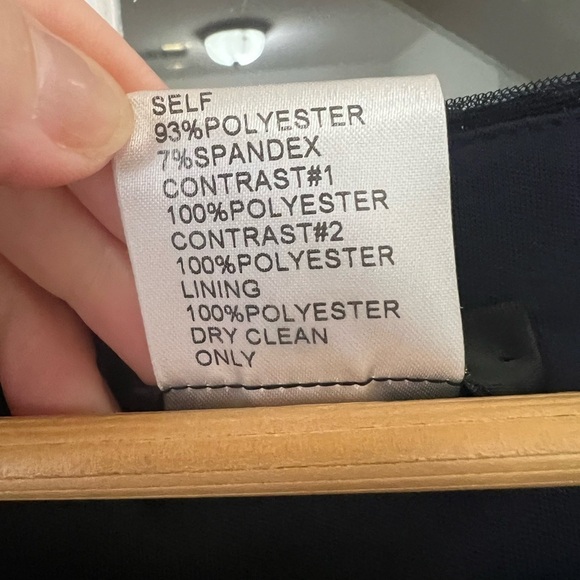 SELF
93%POLYESTER
7%SPANDEX
CONTRAST#1
100%POLYESTER
CONTRAST#2
100%POLYESTER
LINING
100%POLYESTER
DRY CLEAN
ONLY